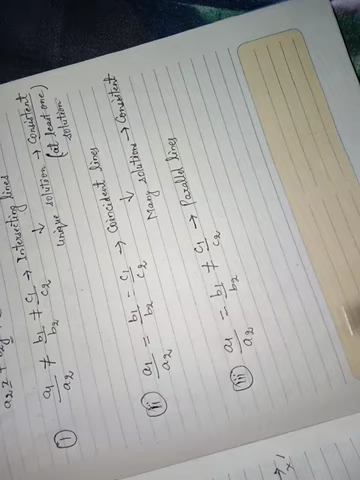 a2x + b2y +
(i) a1/a2 ≠ b1/b2 ≠ c1/c2 → Intersecting lines
↓
unique solution → Consistent
(at least one solution)
(ii) a1/a2 = b1/b2 - c1/c2 → Coincident lines
↓
Many solutions → Consistent
(iii) a1/a2 = b1/b2 ≠ c1/c2 → Parallel lines